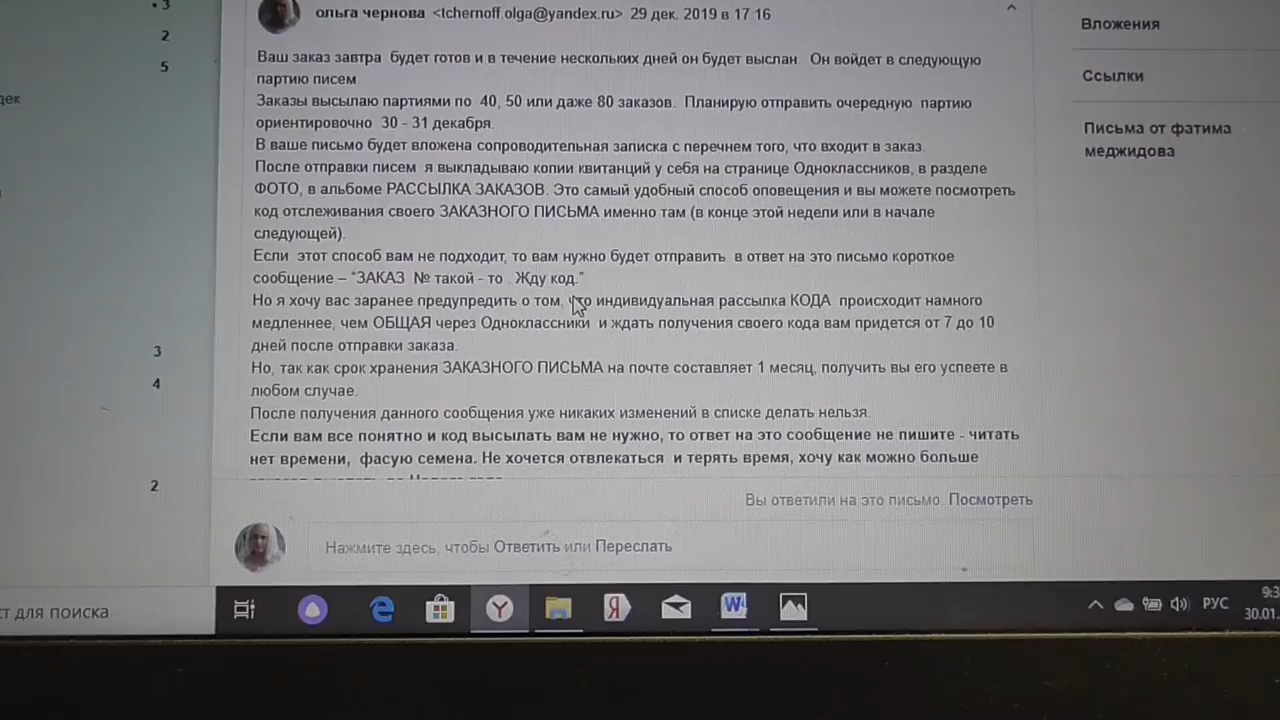 3
2
5
дек
ольга чернова <tchernoff.olga@yandex.ru> 29 дек. 2019 в 17:16
Ваш заказ завтра будет готов и в течение нескольких дней он будет выслан. Он войдет в следующую
партию писем.
Заказы высылаю партиями по 40, 50 или даже 80 заказов. Планирую отправить очередную партию
ориентировочно 30 - 31 декабря.
В ваше письмо будет вложена сопроводительная записка с перечнем того, что входит в заказ.
После отправки писем я выкладываю копии квитанций у себя на странице Одноклассников, в разделе
ФОТО, в альбоме РАССЫЛКА ЗАКАЗОВ. Это самый удобный способ оповещения и вы можете посмотреть
код отслеживания своего ЗАКАЗНОГО ПИСЬМА именно там (в конце этой недели или в начале
следующей).
Если этот способ вам не подходит, то вам нужно будет отправить в ответ на это письмо короткое
сообщение – "ЗАКАЗ № такой - то . Жду код."
Но я хочу вас заранее предупредить о том, что индивидуальная рассылка КОДА происходит намного
медленнее, чем ОБЩАЯ через Одноклассники и ждать получения своего кода вам придется от 7 до 10
дней после отправки заказа.
Но, так как срок хранения ЗАКАЗНОГО ПИСЬМА на почте составляет 1 месяц, получить вы его успеете в
любом случае.
После получения данного сообщения уже никаких изменений в списке делать нельзя.
Если вам все понятно и код высылать вам не нужно, то ответ на это сообщение не пишите - читать
нет времени, фасую семена. Не хочется отвлекаться и терять время, хочу как можно больше
3
4
2
Вы ответили на это письмо. Посмотреть
Нажмите здесь, чтобы Ответить или Переслать
Вложения
Ссылки
Письма от фатима
меджидова
ст для поиска
РУС
9:3
30.01.